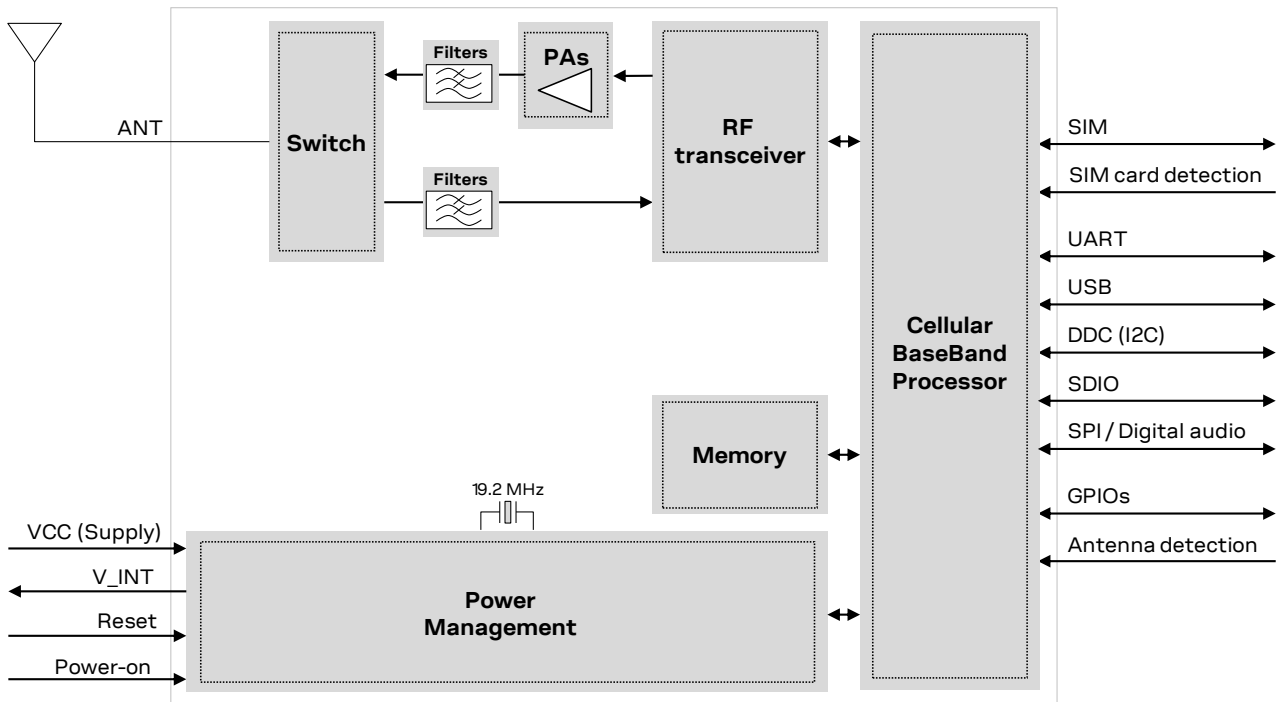 ANT
Switch
Filters
PAs
Filters
RF
transceiver
Cellular
BaseBand
Processor
Memory
19.2 MHz
Power
Management
VCC (Supply)
V_INT
Reset
Power-on
SIM
SIM card detection
UART
USB
DDC (I2C)
SDIO
SPI / Digital audio
GPIOs
Antenna detection